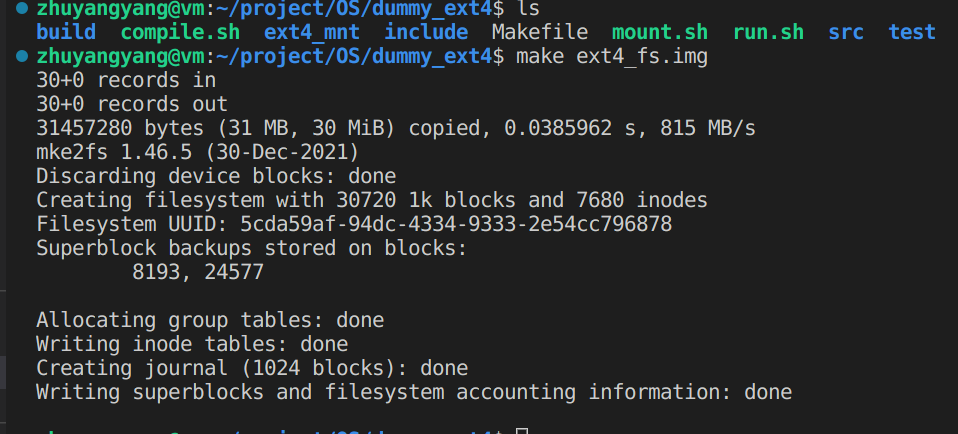 zhuyangyang@vm:~/project/OS/dummy_ext4$ ls
build compile.sh ext4_mnt include Makefile mount.sh run.sh src test
zhuyangyang@vm:~/project/OS/dummy_ext4$ make ext4_fs.img
30+0 records in
30+0 records out
31457280 bytes (31 MB, 30 MiB) copied, 0.0385962 s, 815 MB/s
mke2fs 1.46.5 (30-Dec-2021)
Discarding device blocks: done
Creating filesystem with 30720 1k blocks and 7680 inodes
Filesystem UUID: 5cda59af-94dc-4334-9333-2e54cc796878
Superblock backups stored on blocks:
8193, 24577
Allocating group tables: done
Writing inode tables: done
Creating journal (1024 blocks): done
Writing superblocks and filesystem accounting information: done